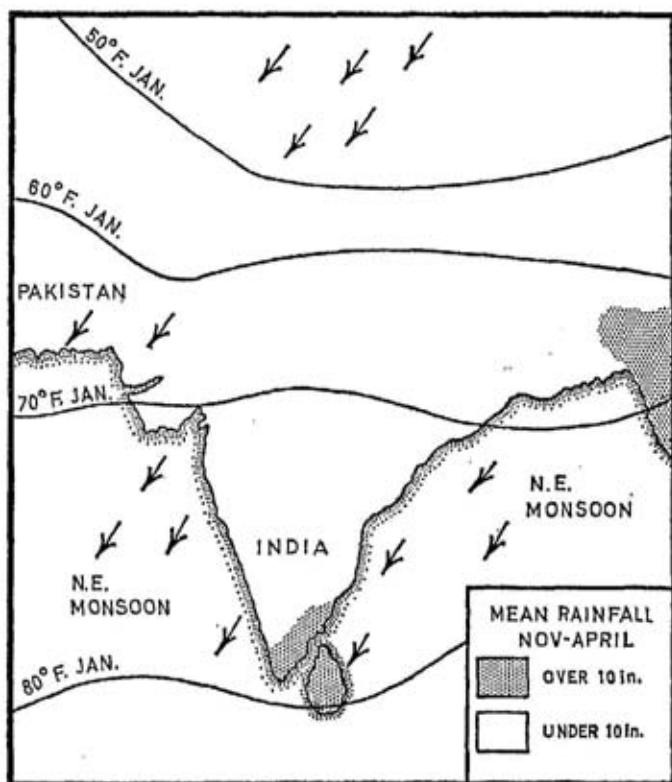 50°F. JAN.
60°F. JAN.
PAKISTAN
70°F. JAN.
N.E.
MONSOON
INDIA
N.E.
MONSOON
80°F. JAN.
MEAN RAINFALL
NOV-APRIL
OVER 10 in.
UNDER 10 in.